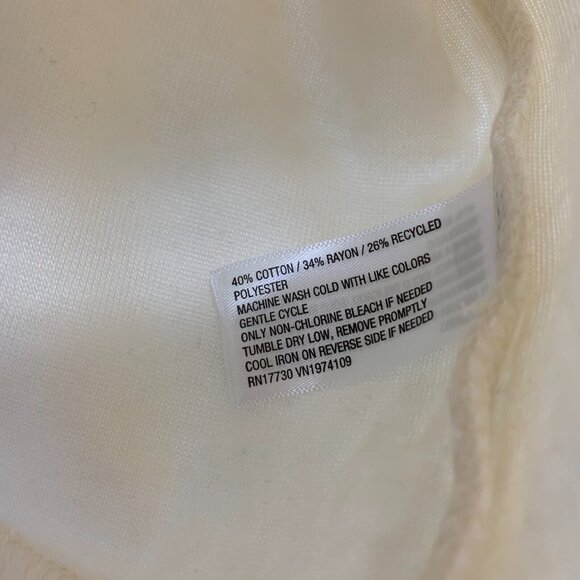 40% COTTON / 34% RAYON / 26% RECYCLED
POLYESTER
MACHINE WASH COLD WITH LIKE COLORS
GENTLE CYCLE
ONLY NON-CHLORINE BLEACH IF NEEDED
TUMBLE DRY LOW, REMOVE PROMPTLY
COOL IRON ON REVERSE SIDE IF NEEDED
RN17730 VN1974109